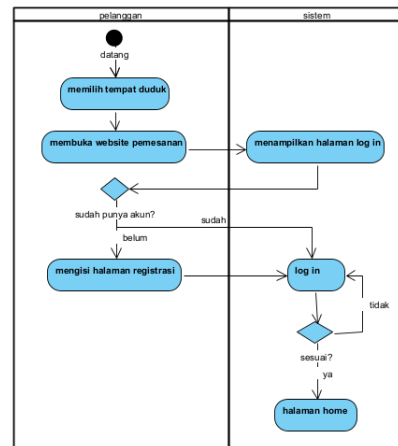 pelanggan
sistem
datang
memilih tempat duduk
membuka website pemesanan
menampilkan halaman log in
sudah punya akun?
sudah
belum
mengisi halaman registrasi
log in
tidak
sesuai?
ya
halaman home